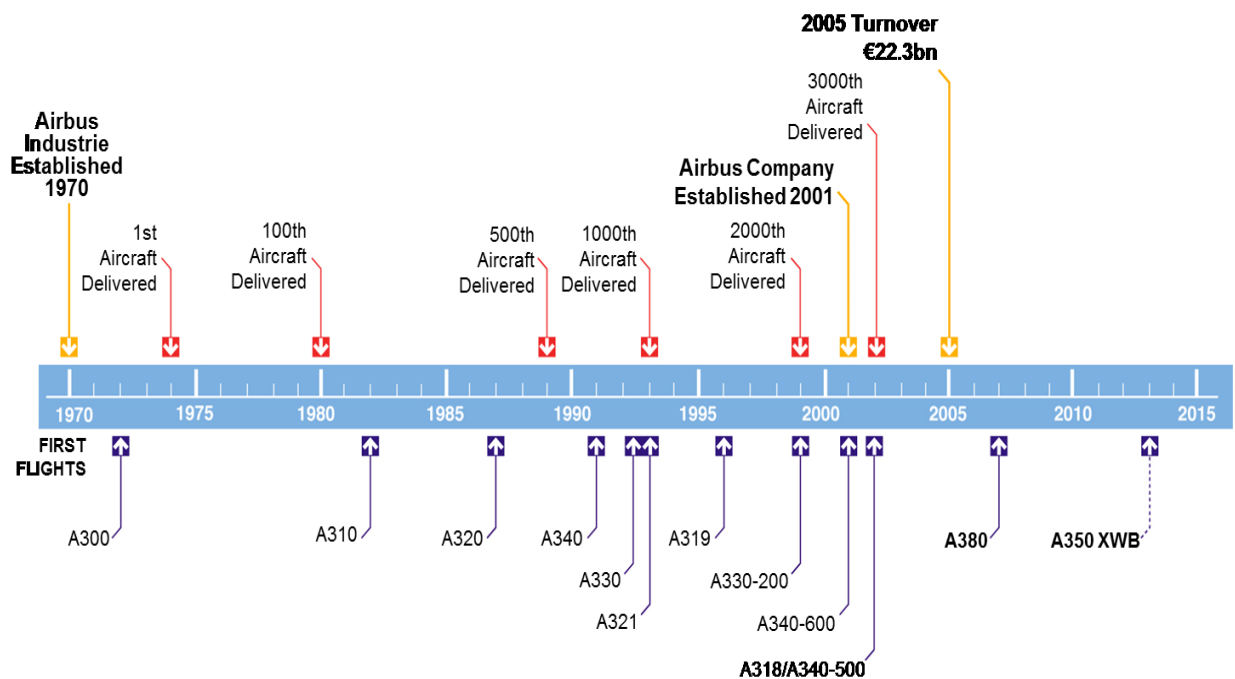 2005 Turnover
€22.3bn
3000th
Aircraft
Delivered
Airbus
Industrie
Established
1970
Airbus Company
Established 2001
1st
Aircraft
Delivered
100th
Aircraft
Delivered
500th
Aircraft
Delivered
1000th
Aircraft
Delivered
2000th
Aircraft
Delivered
1970 1975 1980 1985 1990 1995 2000 2005 2010 2015
FIRST
FLIGHTS
A300 A310 A320 A340 A319 A380 A350 XWB
A330 A330-200
A321 A340-600
A318/A340-500